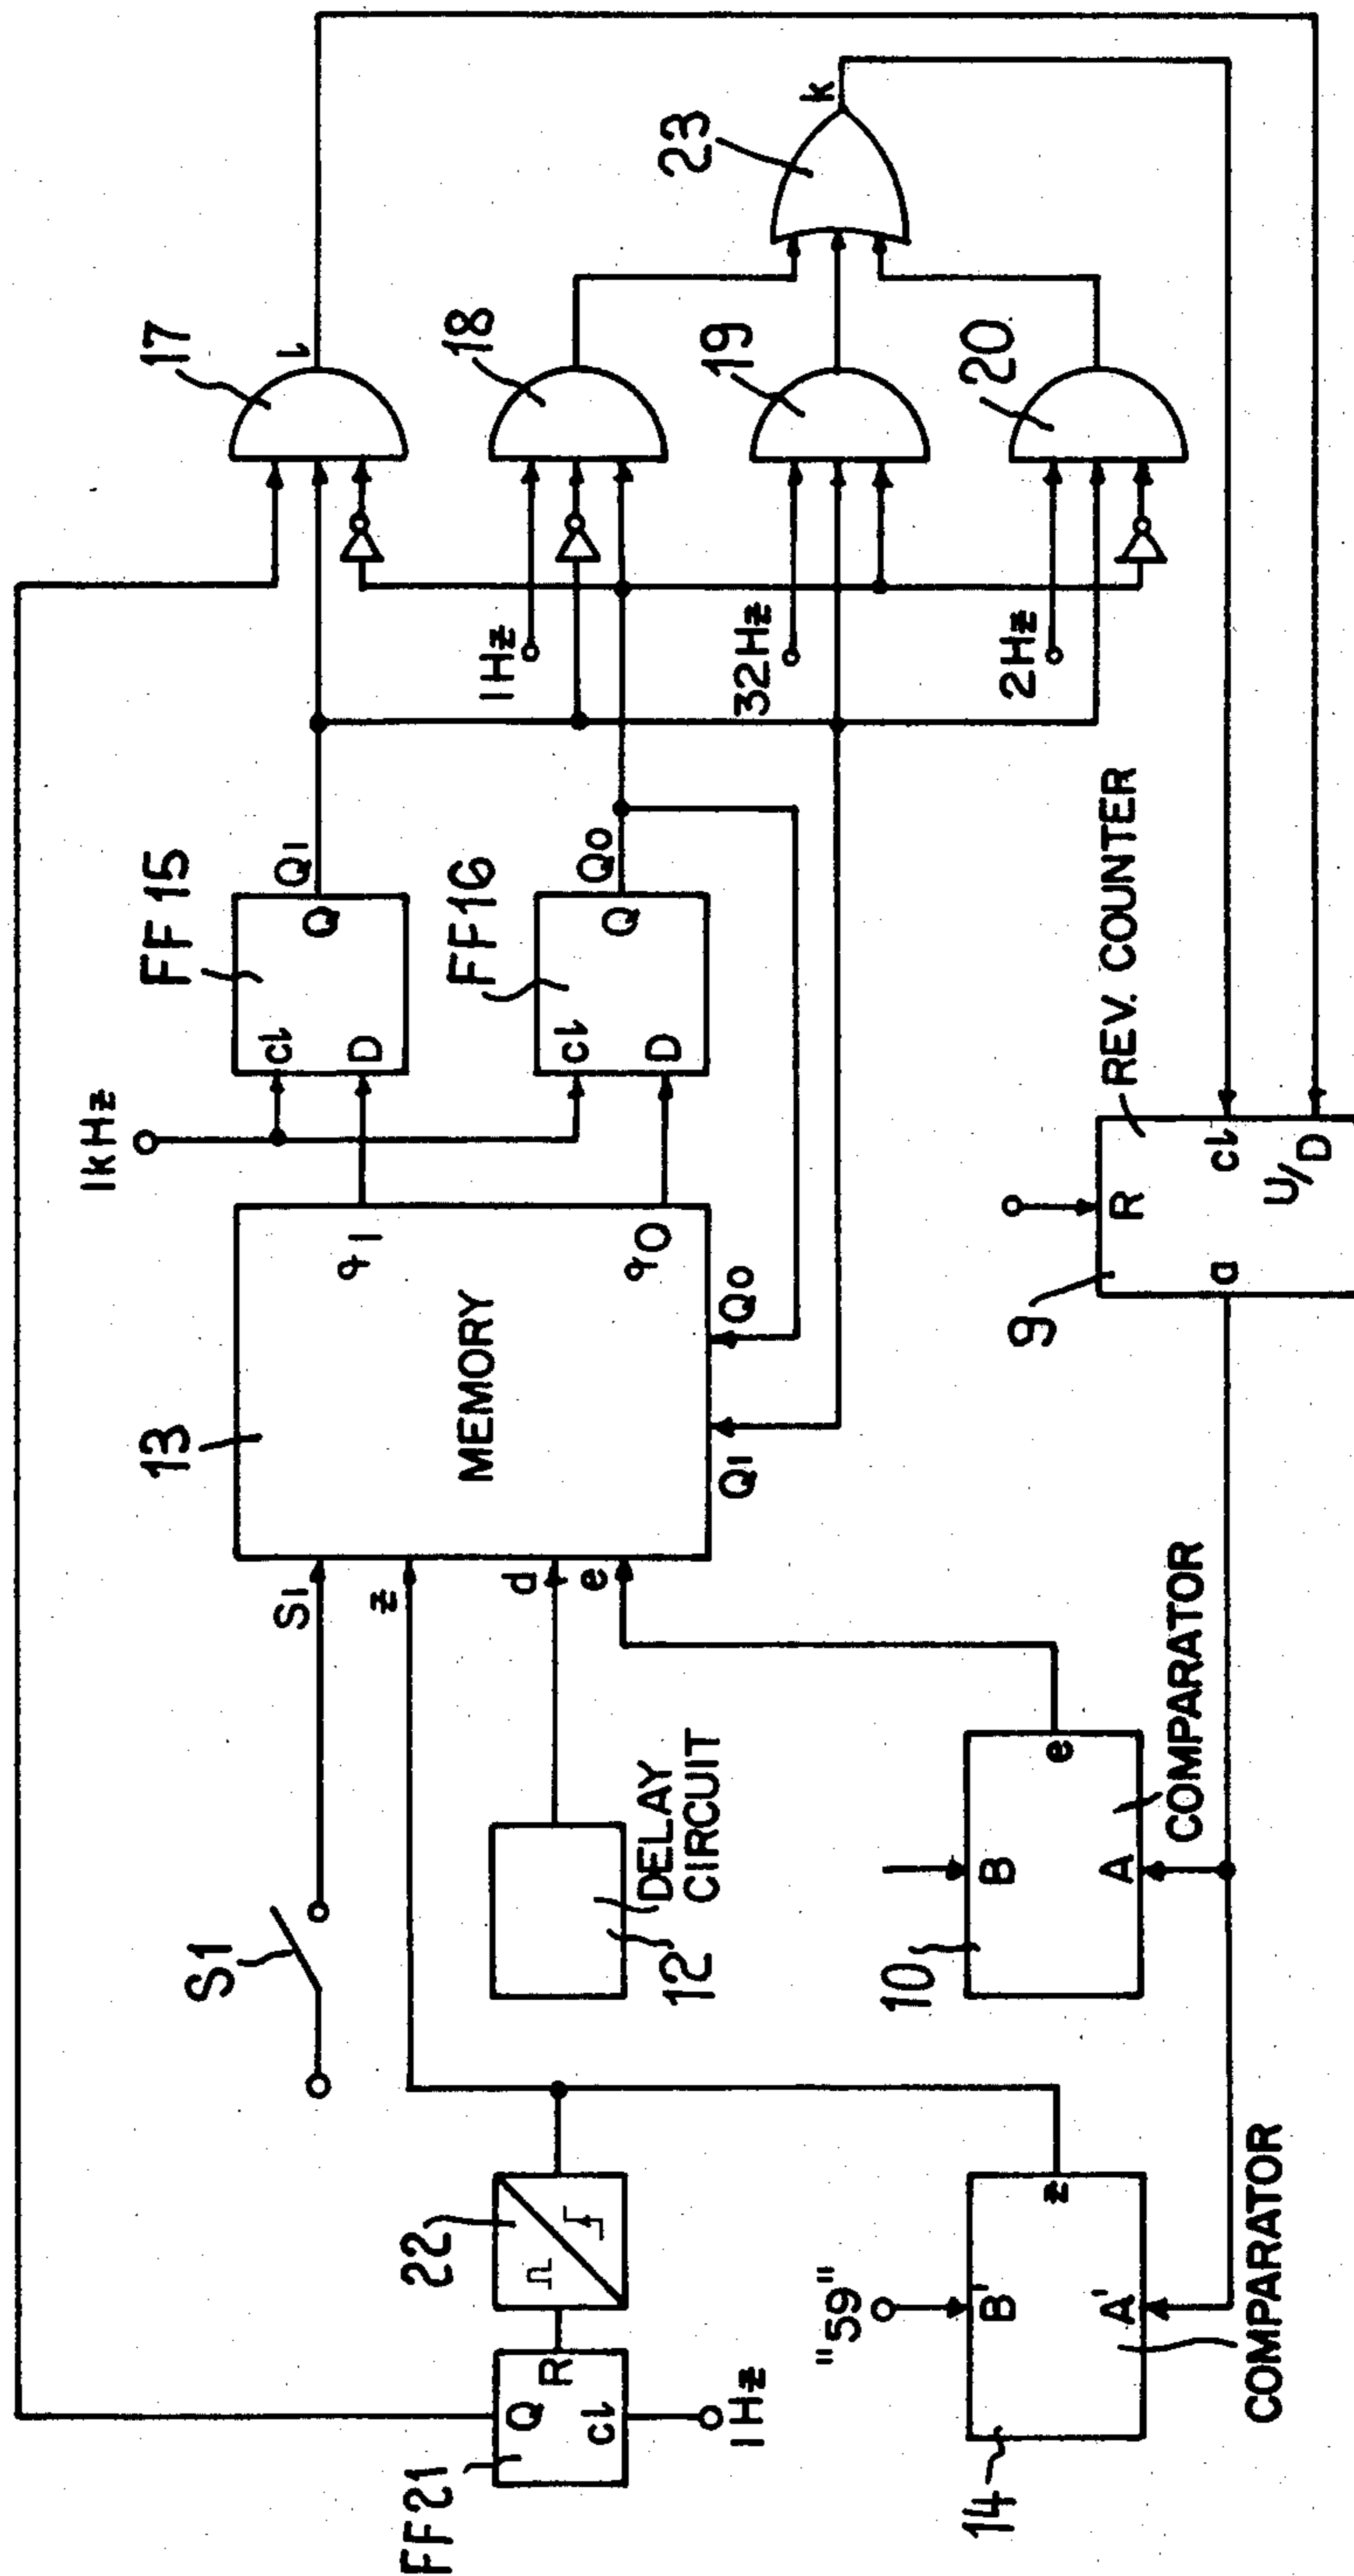 17
l
18
19
20
23
k
1Hz
32Hz
2Hz
FF15
Q1
Q
cl
D
FF16
Q0
Q
cl
D
1kHz
13
MEMORY
q1
q0
S1
z
d
e
Q1
Q0
REV. COUNTER
9
R
a
cl
U/D
S1
12
DELAY
CIRCUIT
10
B
A
e
COMPARATOR
22
FF21
Q
R
cl
1Hz
"59"
14
B'
A'
z
COMPARATOR